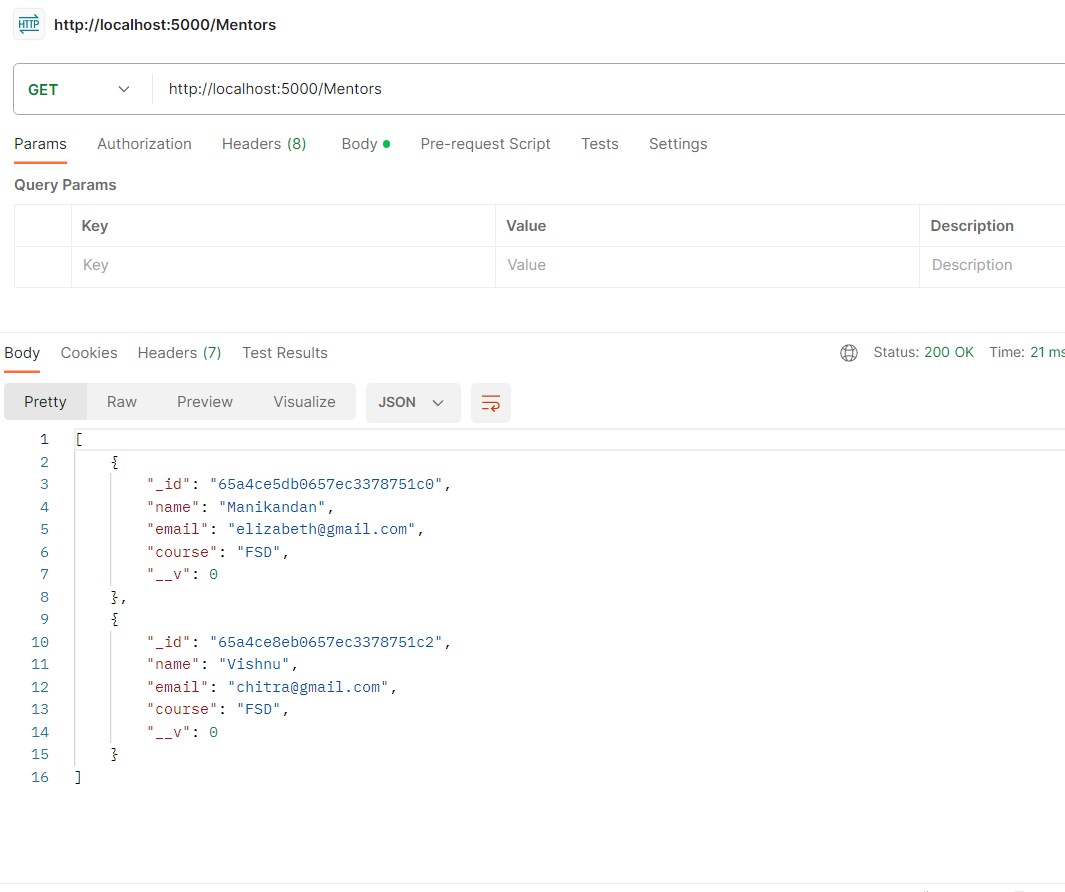 HTTP http://localhost:5000/Mentors
GET http://localhost:5000/Mentors
Params Authorization Headers (8) Body Pre-request Script Tests Settings
Query Params
Key Value Description
Key Value Description
Body Cookies Headers (7) Test Results Status: 200 OK Time: 21 ms
Pretty Raw Preview Visualize JSON
1 [
2 {
3 "_id": "65a4ce5db0657ec3378751c0",
4 "name": "Manikandan",
5 "email": "elizabeth@gmail.com",
6 "course": "FSD",
7 "__v": 0
8 },
9 {
10 "_id": "65a4ce8eb0657ec3378751c2",
11 "name": "Vishnu",
12 "email": "chitra@gmail.com",
13 "course": "FSD",
14 "__v": 0
15 }
16 ]